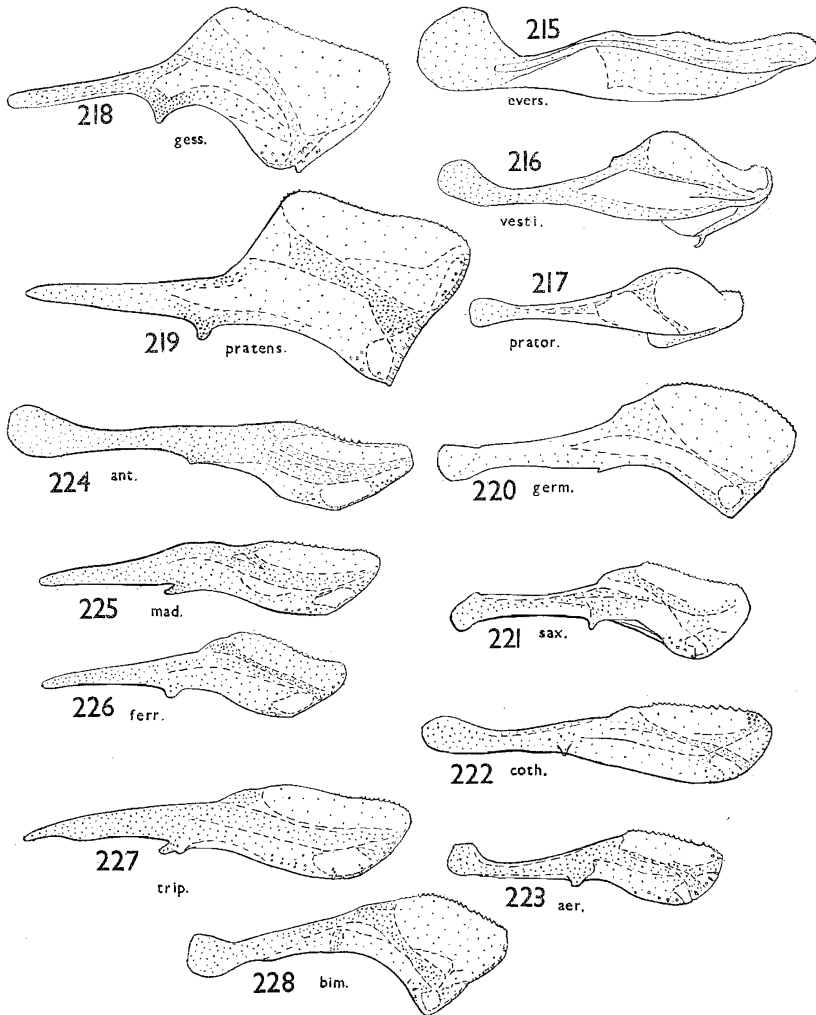 215
evers.
218
gess.
216
vesti.
217
prator.
219
pratens.
224 ant.
220 germ.
225
mad.
221 sax.
226
ferr.
222 coth.
227
trip.
223
aer.
228 bim.